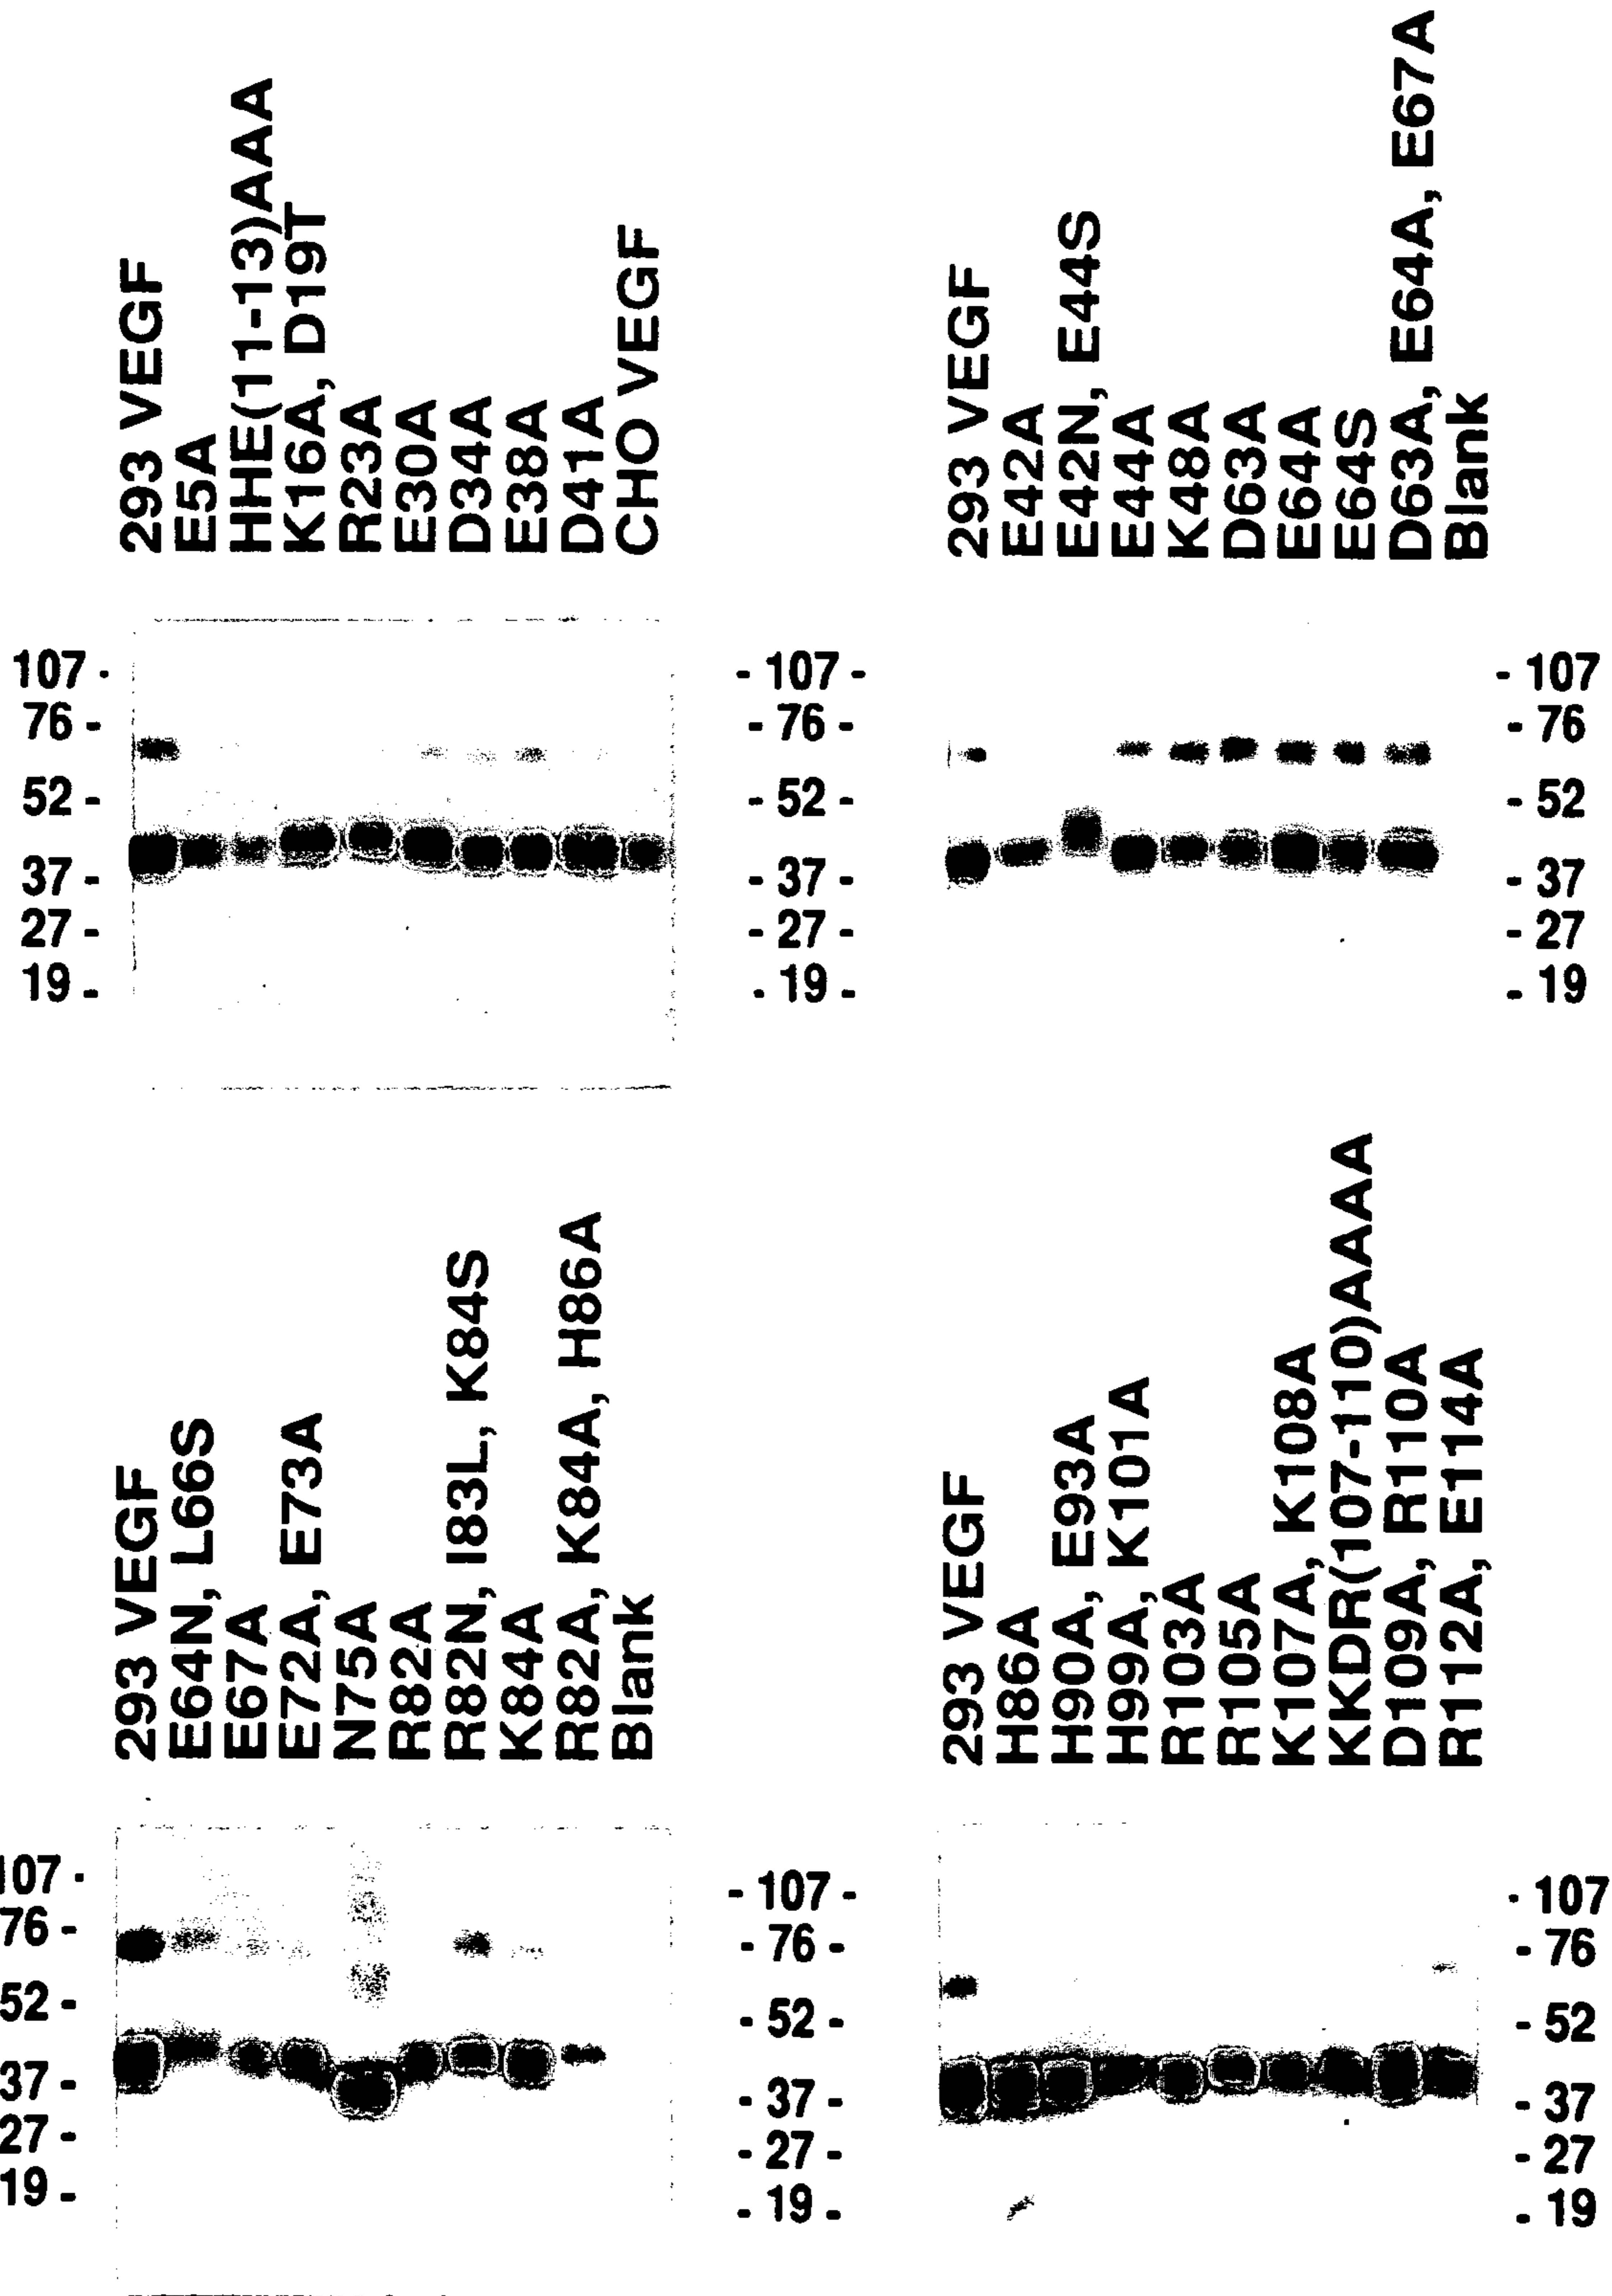 293 VEGF
E5A
HHE(11-13)AAA
K16A, D19T
R23A
E30A
D34A
E38A
D41A
CHO VEGF
293 VEGF
E42A
E42N, E44S
E44A
K48A
D63A
E64A
E64S
D63A, E64A, E67A
Blank
107 -
76 -
52 -
37 -
27 -
19 -
- 107 -
- 76 -
- 52 -
- 37 -
- 27 -
- 19 -
- 107
- 76
- 52
- 37
- 27
- 19
293 VEGF
E64N, L66S
E67A
E72A, E73A
N75A
R82A
R82N, I83L, K84S
K84A
R82A, K84A, H86A
Blank
293 VEGF
H86A
H90A, E93A
H99A, K101A
R103A
R105A
K107A, K108A
KKDR(107-110)AAAA
D109A, R110A
R112A, E114A
107 -
76 -
52 -
37 -
27 -
19 -
- 107 -
- 76 -
- 52 -
- 37 -
- 27 -
- 19 -
- 107
- 76
- 52
- 37
- 27
- 19